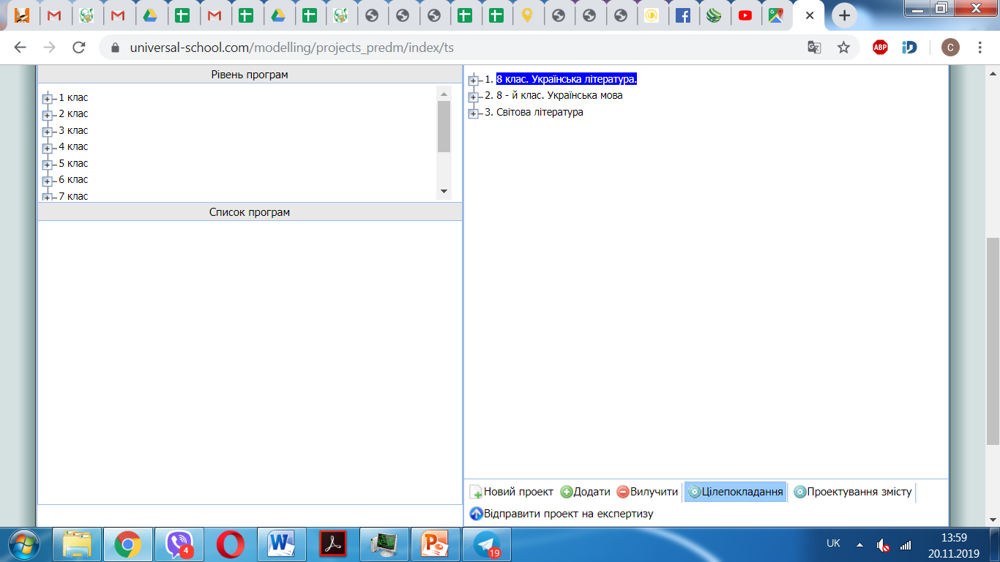 universal-school.com/modelling/projects_predm/index/ts
ABP
C
Рівень програм
1 клас
2 клас
3 клас
4 клас
5 клас
6 клас
7 клас
Список програм
1. 8 клас. Українська література.
2. 8 - й клас. Українська мова
3. Світова література
Новий проект Додати Вилучити Цілепокладання Проектування змісту
Відправити проект на експертизу
4
19
UK
13:59
20.11.2019